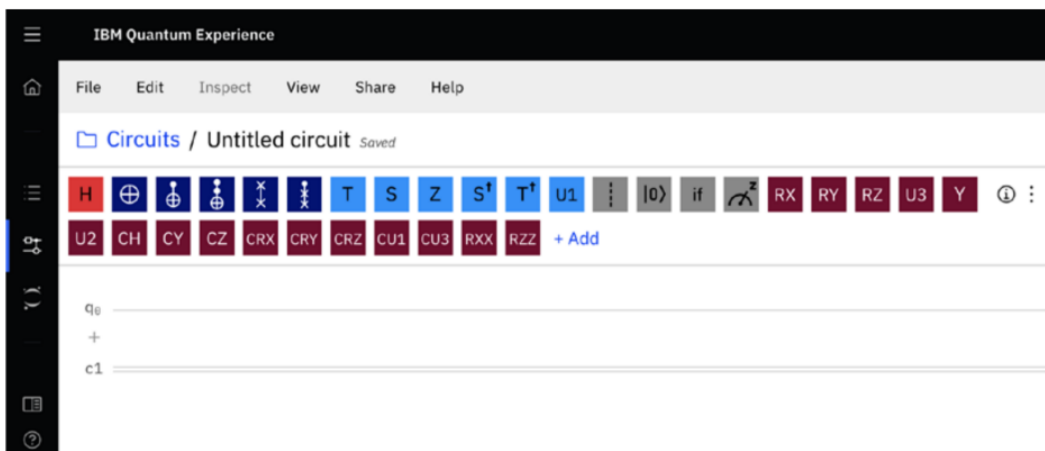 IBM Quantum Experience
File Edit Inspect View Share Help
Circuits / Untitled circuit Saved
H T S Z S† T† U1 |0⟩ if z RX RY RZ U3 Y
U2 CH CY CZ CRX CRY CRZ CU1 CU3 RXX RZZ + Add
q0
+
c1